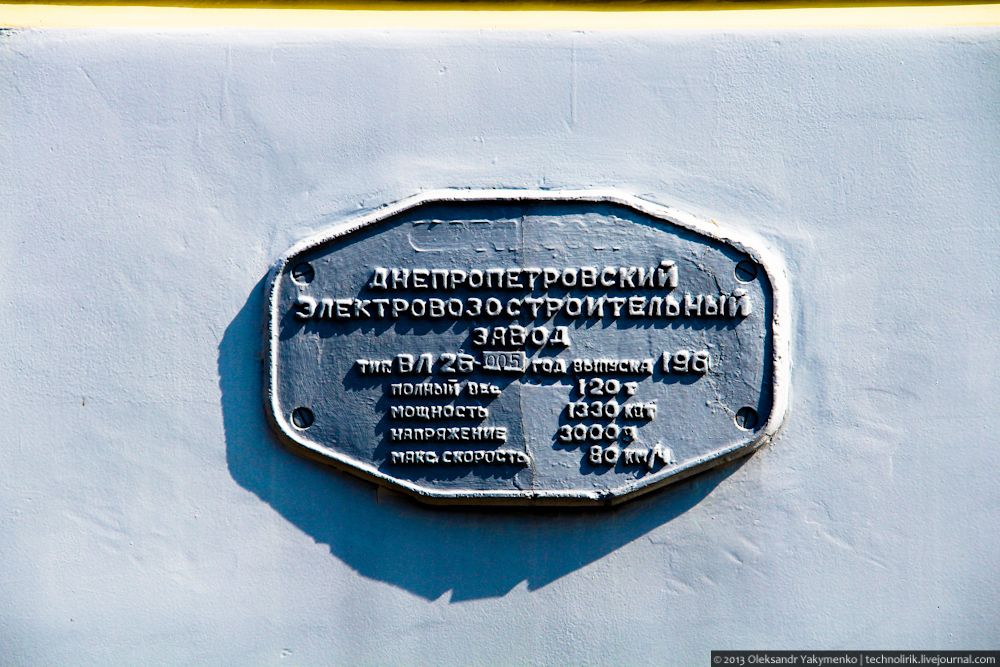 ДНЕПРОПЕТРОВСКИЙ
ЭЛЕКТРОВОЗОСТРОИТЕЛЬНЫЙ
ЗАВОД
ТИП ВЛ 26 005 ГОД ВЫПУСКА 196
ПОЛНЫЙ ВЕС 120 т
МОЩНОСТЬ 1330 кВт
НАПРЯЖЕНИЕ 3000 в
МАКС. СКОРОСТЬ 80 КМ/Ч
© 2013 Oleksandr Yakymenko | technolirik.livejournal.com